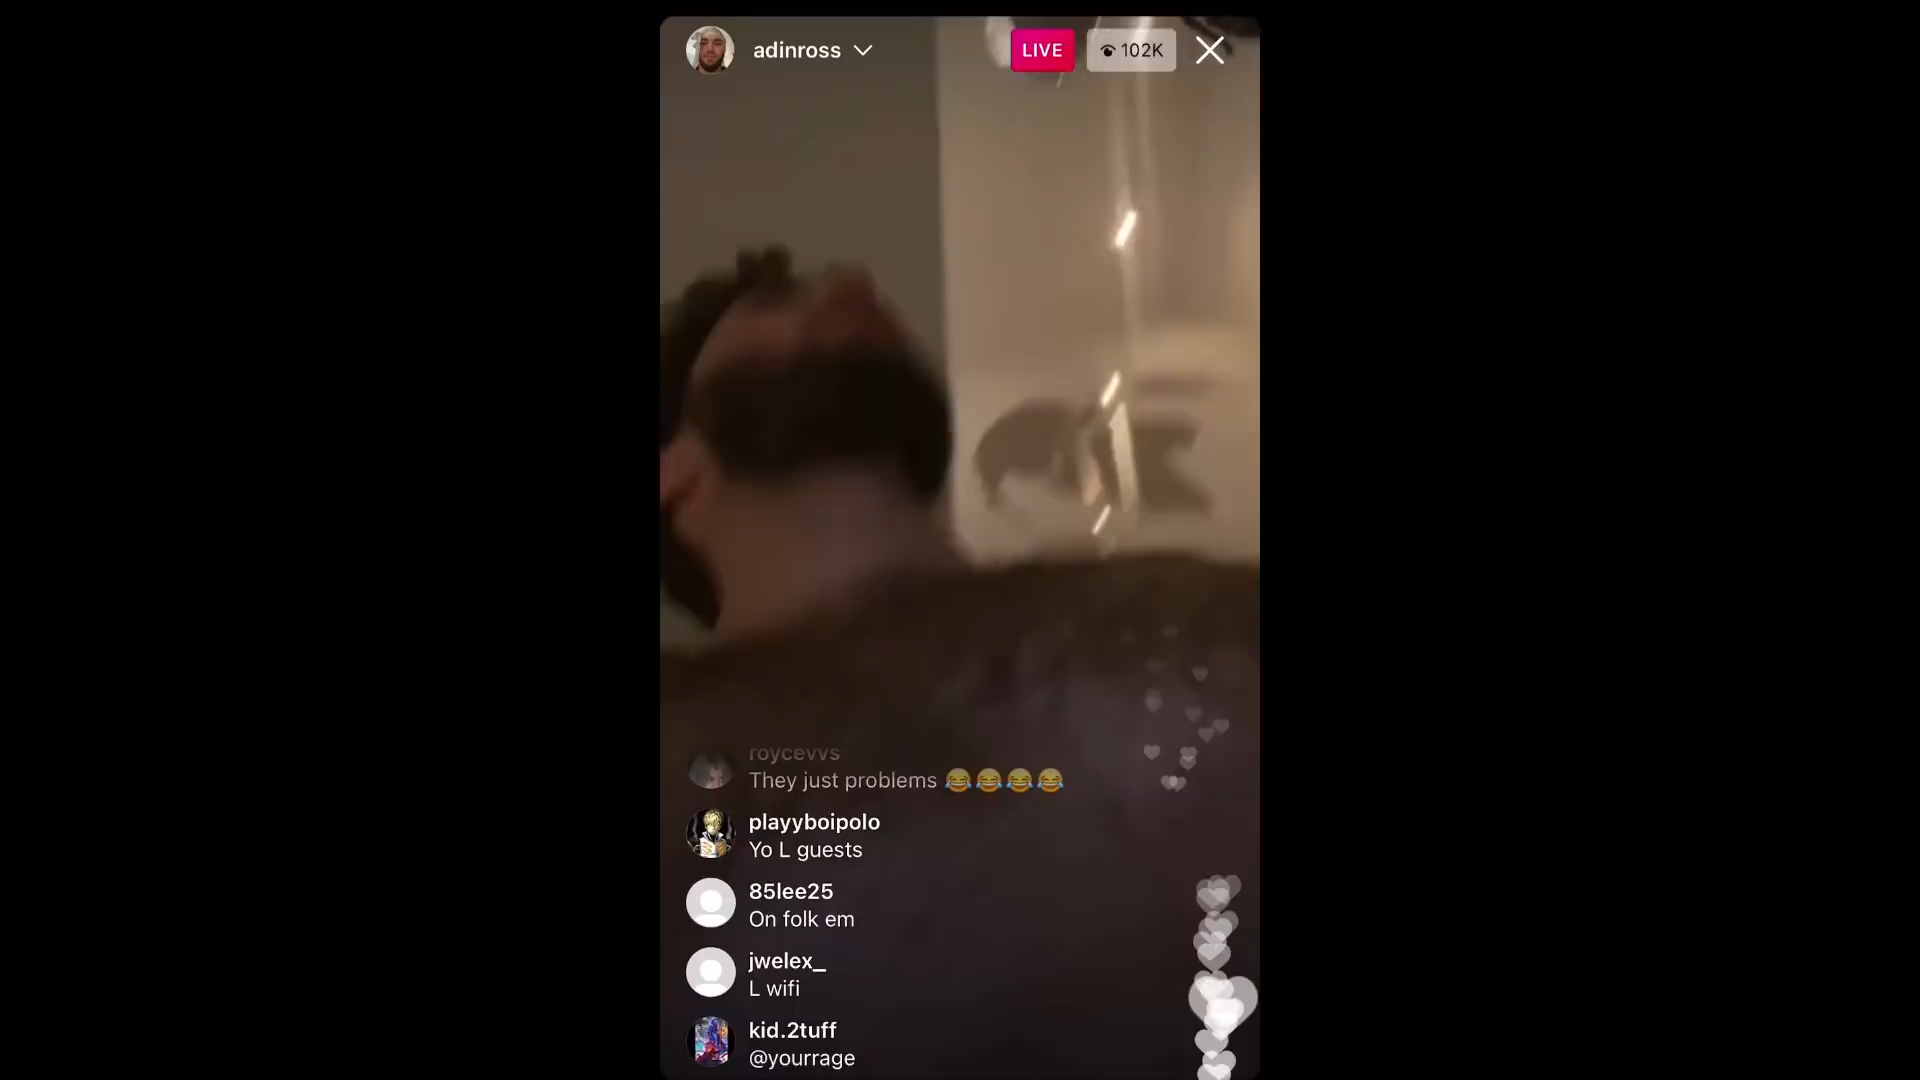 adinross
LIVE
102K
roycevvs
They just problems 😂😂😂😂
playyboipolo
Yo L guests
85lee25
On folk em
jwelex_
L wifi
kid.2tuff
@yourrage